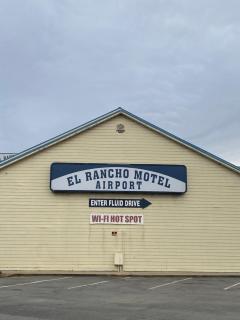 EL RANCHO MOTEL
AIRPORT
ENTER FLUID DRIVE
WI-FI HOT SPOT